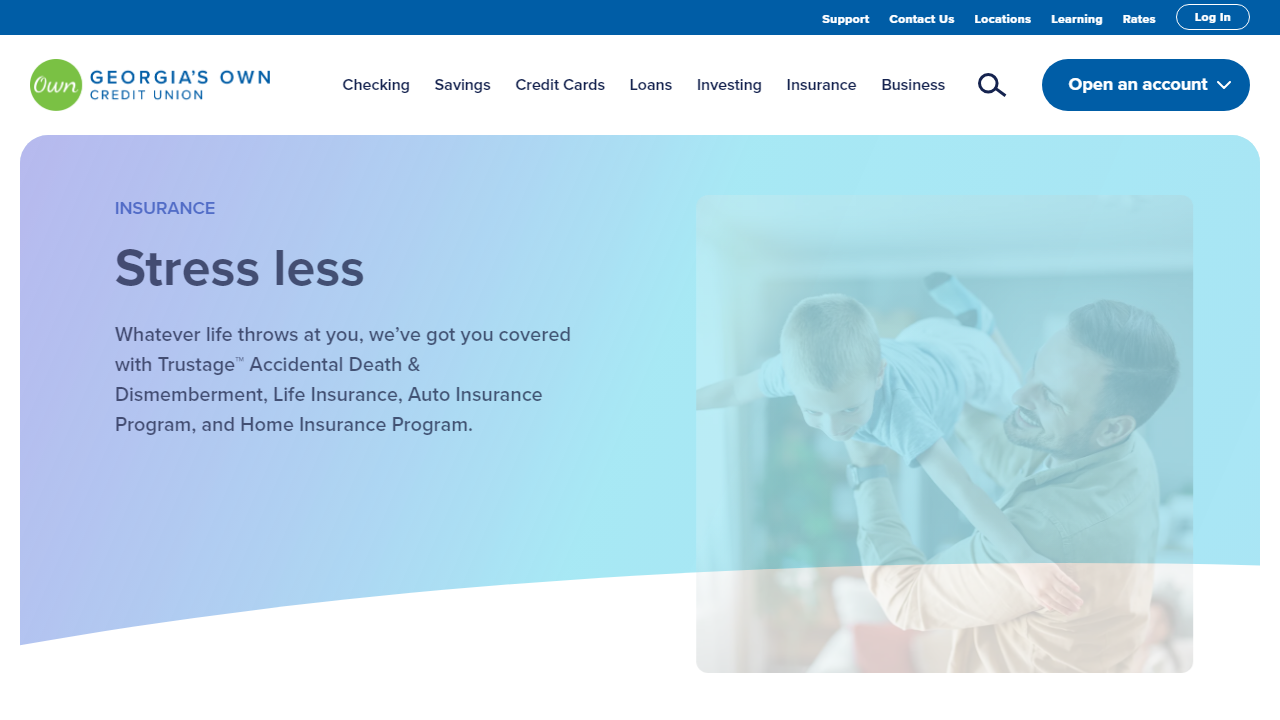 Support Contact Us Locations Learning Rates Log In
Own GEORGIA'S OWN
CREDIT UNION
Checking Savings Credit Cards Loans Investing Insurance Business Open an account
INSURANCE
Stress less
Whatever life throws at you, we’ve got you covered
with Trustage™ Accidental Death &
Dismemberment, Life Insurance, Auto Insurance
Program, and Home Insurance Program.